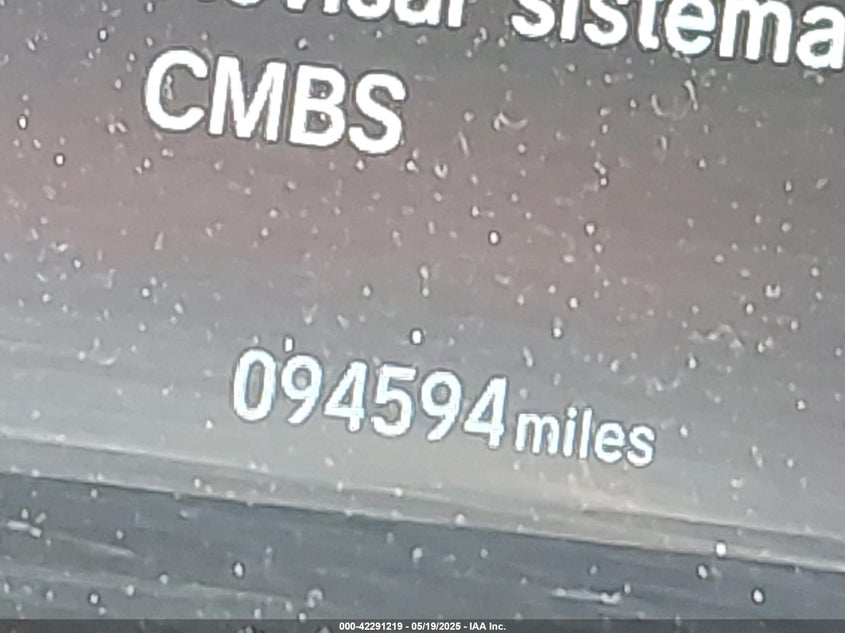 sistema
CMBS
094594 miles
000-42291219 - 05/19/2025 - IAA Inc.